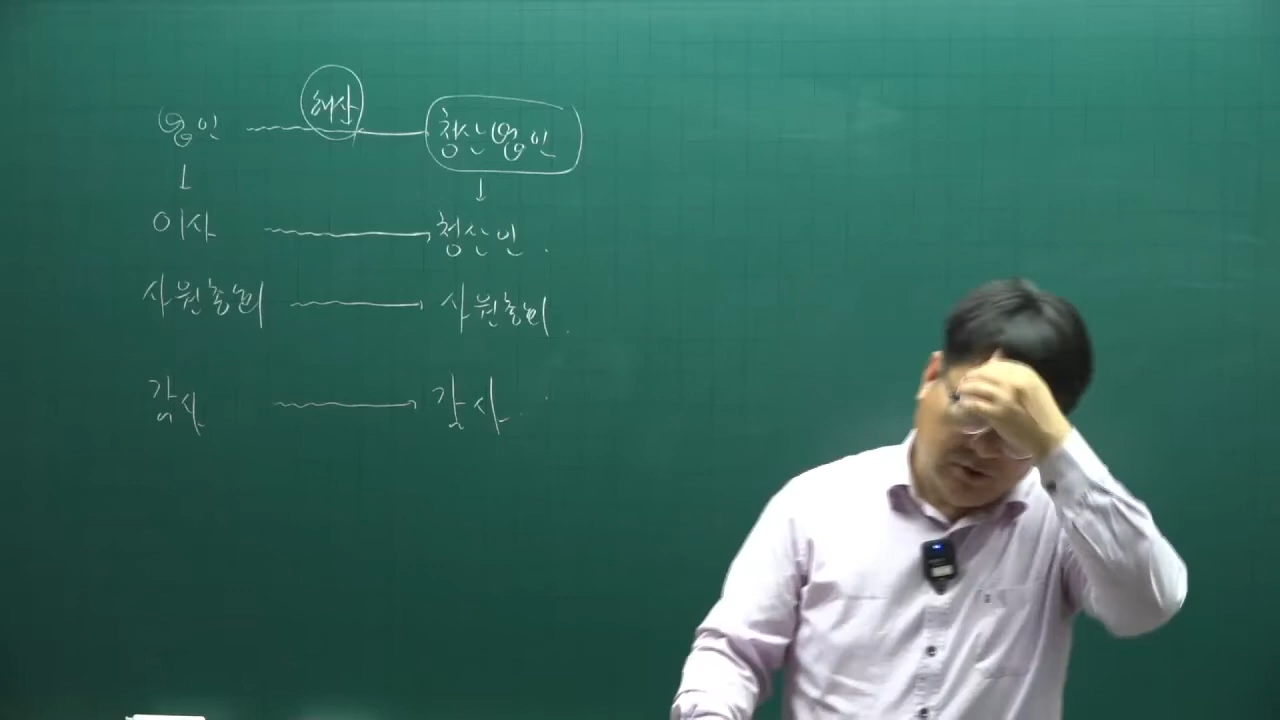 법인 해산 청산법인
↓ ↓
이사 청산인.
사원총회 사원총회.
감사 감사.